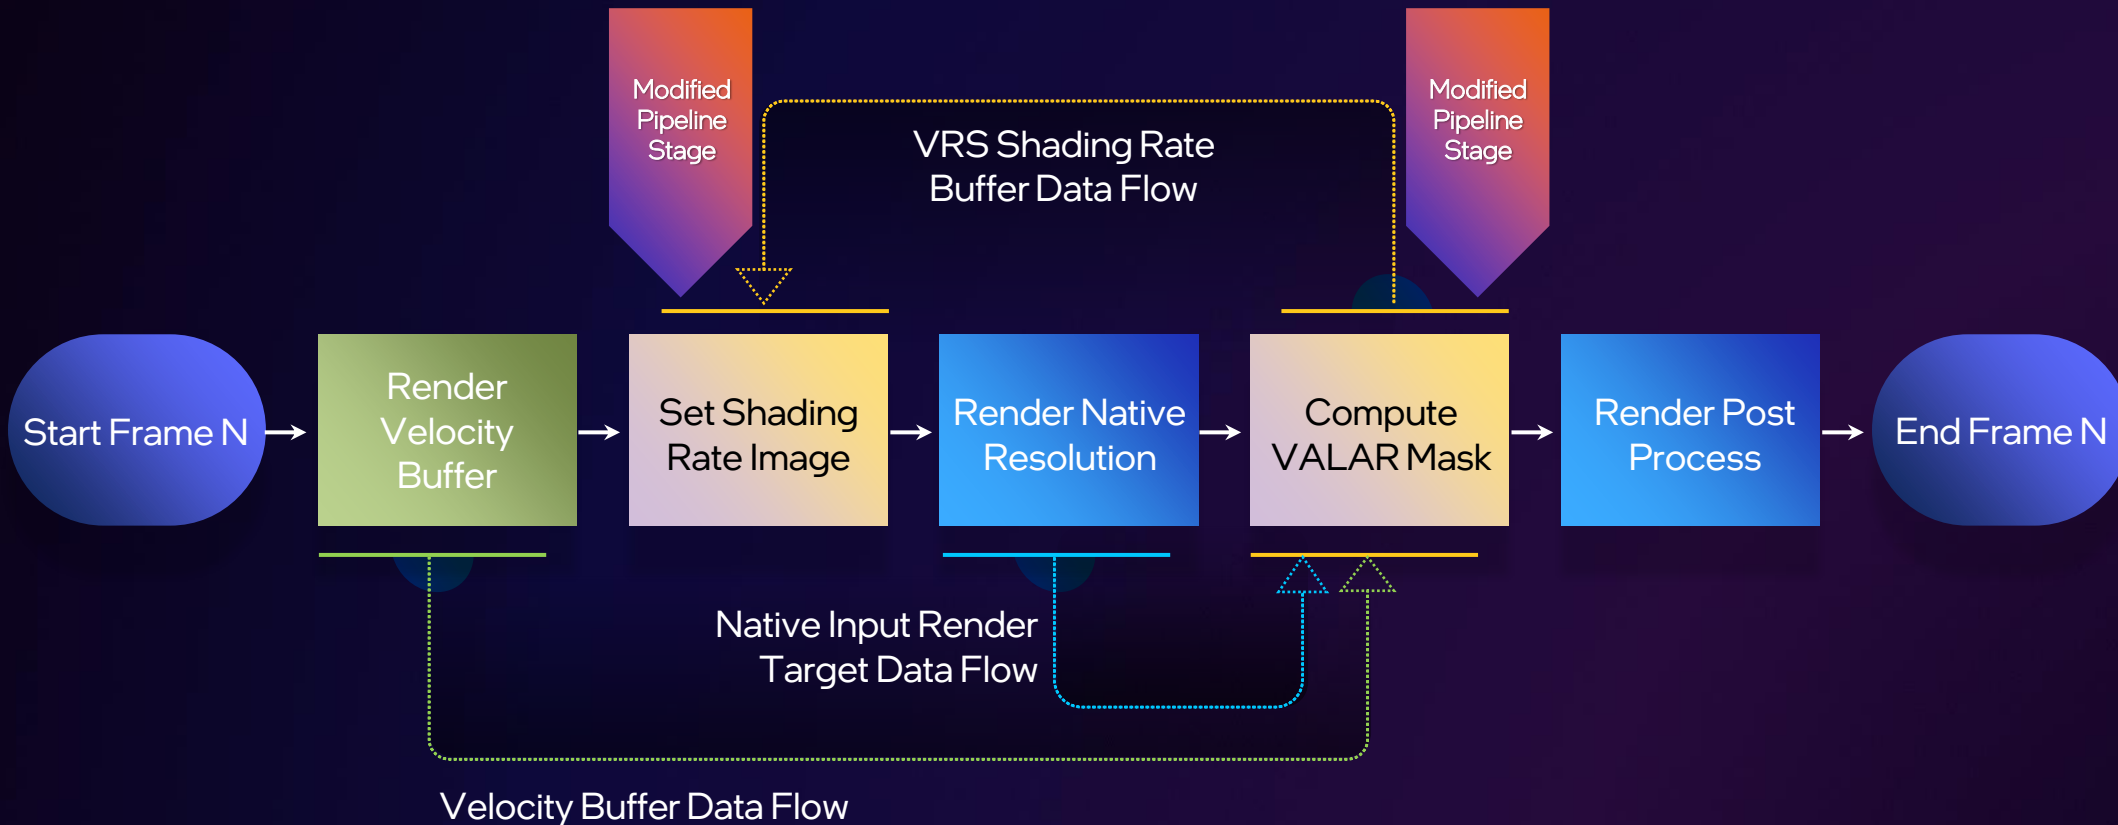 Modified
Pipeline
Stage
VRS Shading Rate
Buffer Data Flow
Modified
Pipeline
Stage
Start Frame N
Render
Velocity
Buffer
Set Shading
Rate Image
Render Native
Resolution
Compute
VALAR Mask
Render Post
Process
End Frame N
Native Input Render
Target Data Flow
Velocity Buffer Data Flow